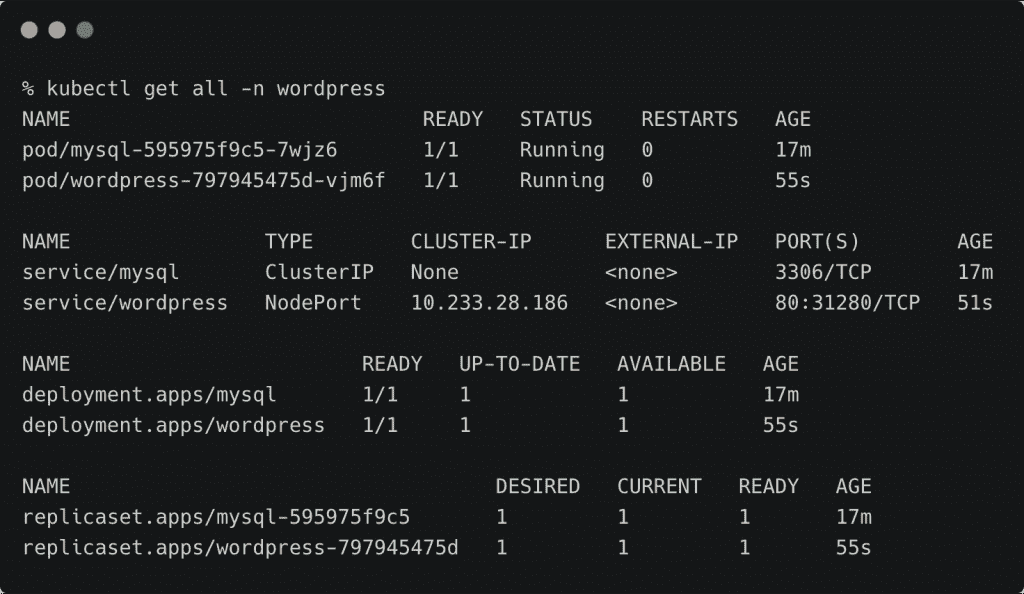 % kubectl get all -n wordpress
NAME                             READY   STATUS    RESTARTS   AGE
pod/mysql-595975f9c5-7wjz6       1/1     Running   0          17m
pod/wordpress-797945475d-vjm6f   1/1     Running   0          55s

NAME                TYPE        CLUSTER-IP      EXTERNAL-IP   PORT(S)        AGE
service/mysql       ClusterIP   None            <none>        3306/TCP       17m
service/wordpress   NodePort    10.233.28.186   <none>        80:31280/TCP   51s

NAME                        READY   UP-TO-DATE   AVAILABLE   AGE
deployment.apps/mysql       1/1     1            1           17m
deployment.apps/wordpress   1/1     1            1           55s

NAME                                   DESIRED   CURRENT   READY   AGE
replicaset.apps/mysql-595975f9c5       1         1         1       17m
replicaset.apps/wordpress-797945475d   1         1         1       55s